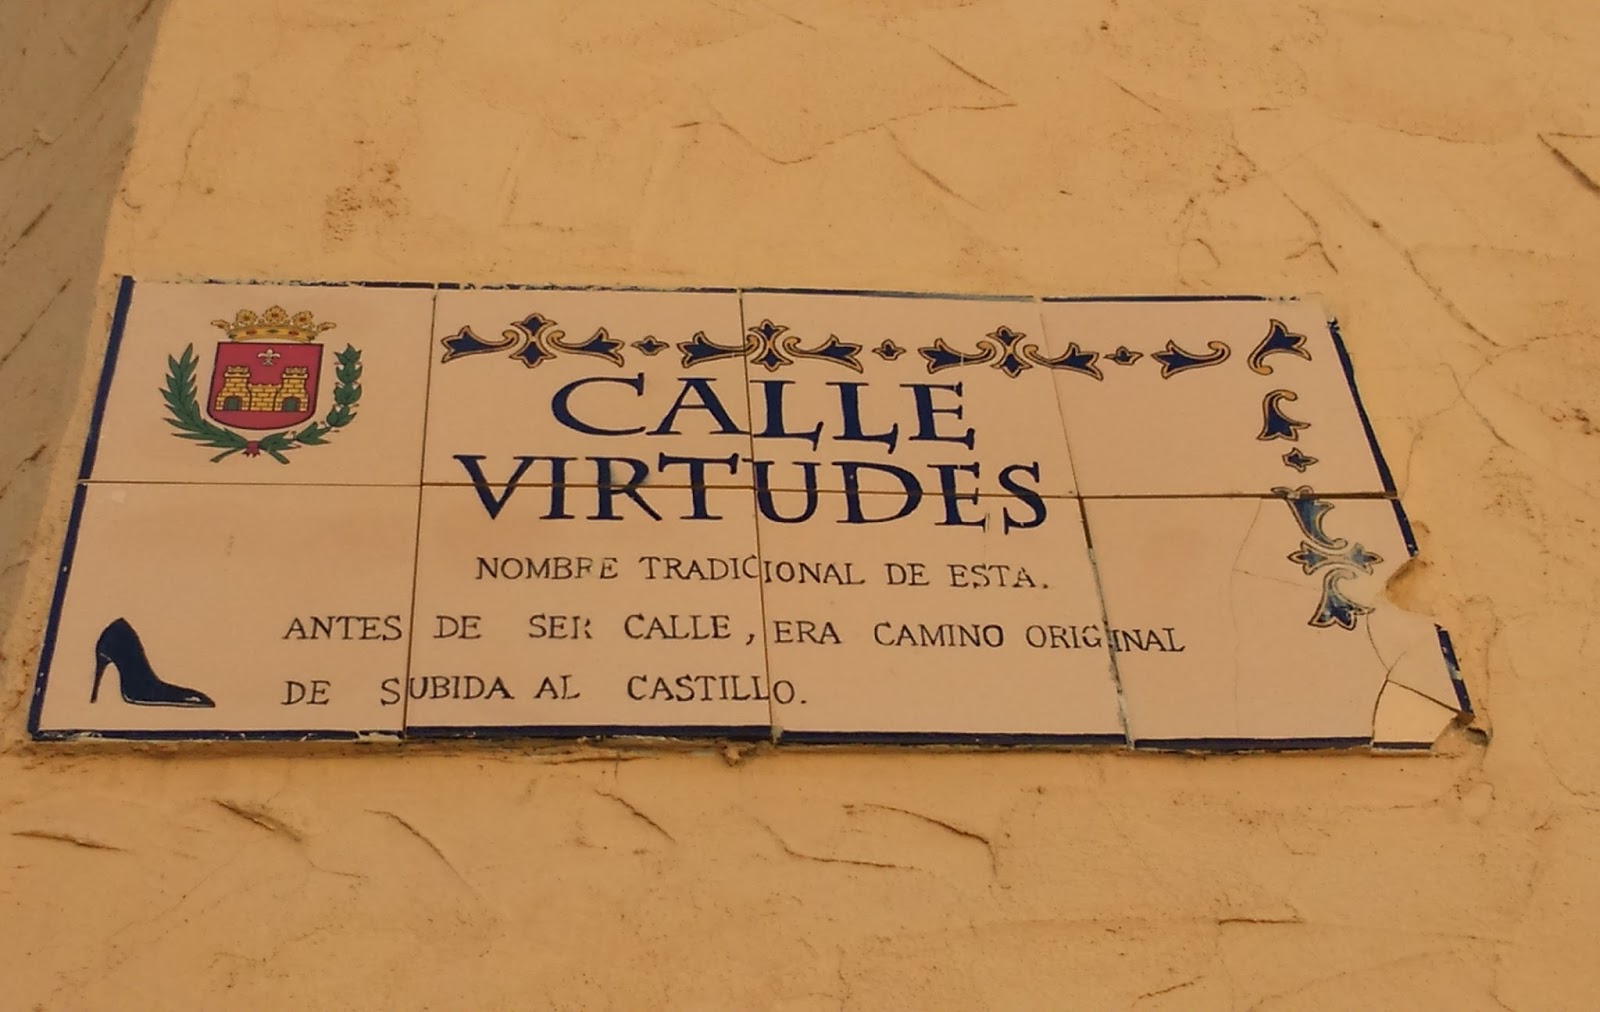 CALLE
VIRTUDES
NOMBRE TRADICIONAL DE ESTA.
ANTES DE SER CALLE, ERA CAMINO ORIGINAL
DE SUBIDA AL CASTILLO.